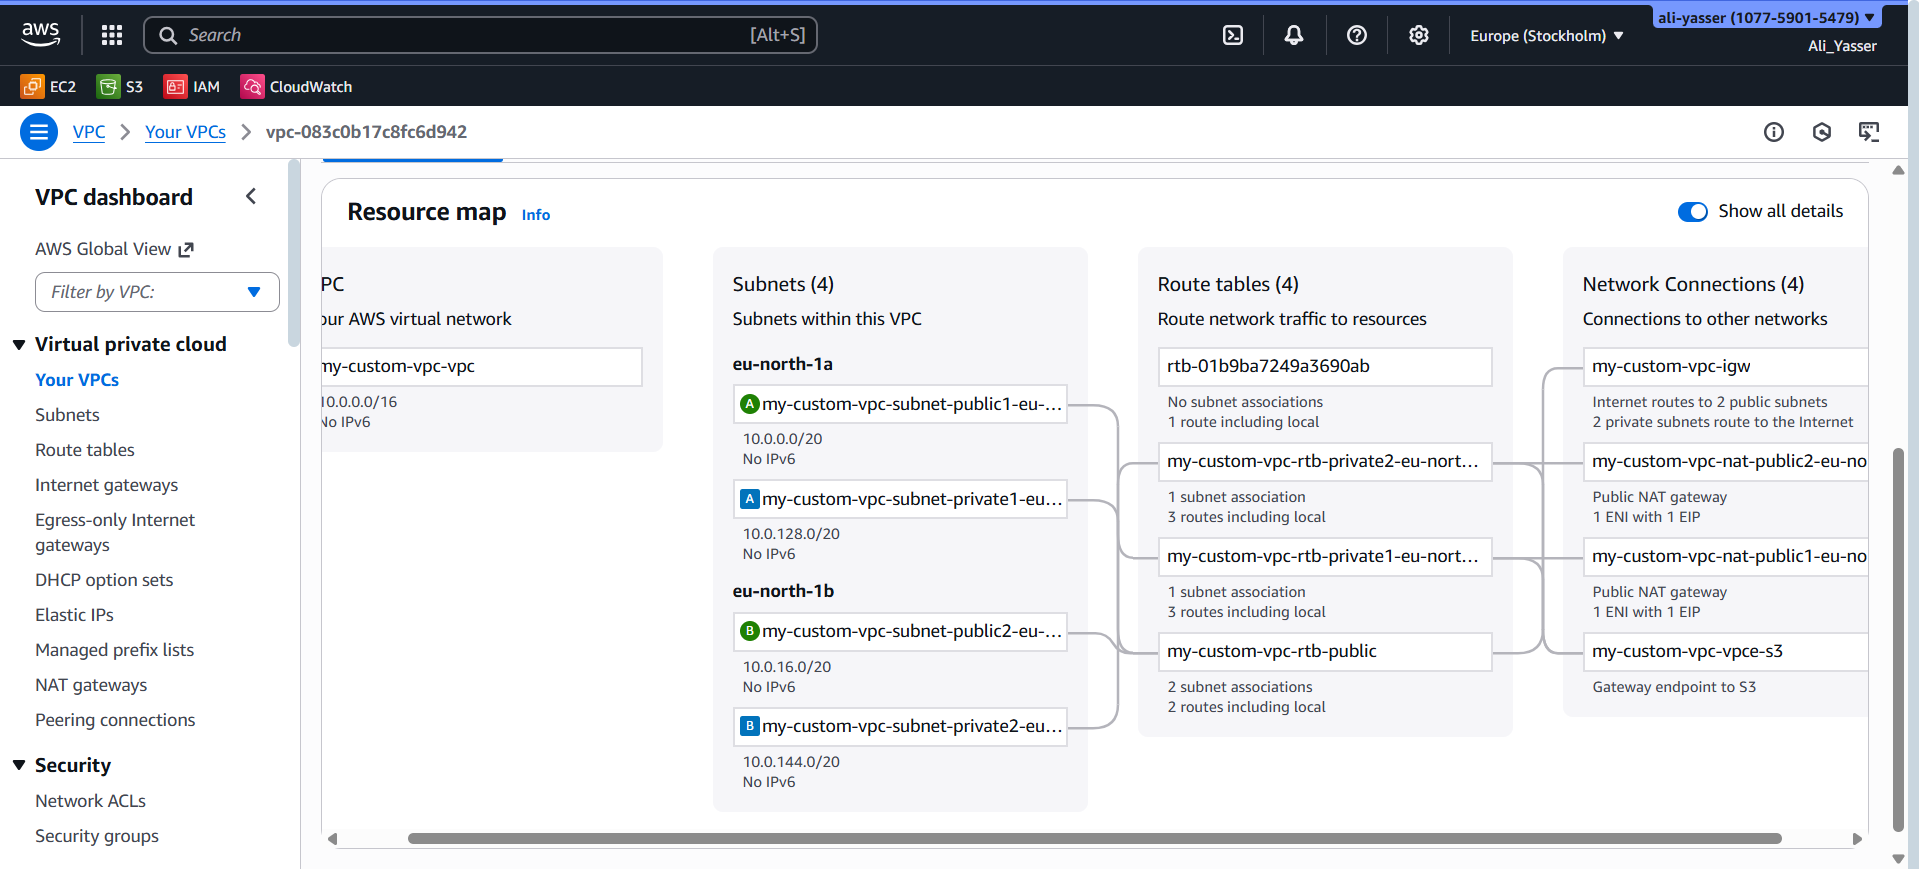 aws
Search
[Alt+S]
Europe (Stockholm)
ali-yasser (1077-5901-5479)
Ali_Yasser
EC2
S3
IAM
CloudWatch
VPC
Your VPCs
vpc-083c0b17c8fc6d942
VPC dashboard
AWS Global View
Filter by VPC:
Virtual private cloud
Your VPCs
Subnets
Route tables
Internet gateways
Egress-only Internet
gateways
DHCP option sets
Elastic IPs
Managed prefix lists
NAT gateways
Peering connections
Security
Network ACLs
Security groups
Resource map
Info
Show all details
PC
our AWS virtual network
my-custom-vpc-vpc
10.0.0.0/16
No IPv6
Subnets (4)
Subnets within this VPC
eu-north-1a
A my-custom-vpc-subnet-public1-eu-...
10.0.0.0/20
No IPv6
A my-custom-vpc-subnet-private1-eu...
10.0.128.0/20
No IPv6
eu-north-1b
B my-custom-vpc-subnet-public2-eu-...
10.0.16.0/20
No IPv6
B my-custom-vpc-subnet-private2-eu...
10.0.144.0/20
No IPv6
Route tables (4)
Route network traffic to resources
rtb-01b9ba7249a3690ab
No subnet associations
1 route including local
my-custom-vpc-rtb-private2-eu-nort...
1 subnet association
3 routes including local
my-custom-vpc-rtb-private1-eu-nort...
1 subnet association
3 routes including local
my-custom-vpc-rtb-public
2 subnet associations
2 routes including local
Network Connections (4)
Connections to other networks
my-custom-vpc-igw
Internet routes to 2 public subnets
2 private subnets route to the Internet
my-custom-vpc-nat-public2-eu-no
Public NAT gateway
1 ENI with 1 EIP
my-custom-vpc-nat-public1-eu-no
Public NAT gateway
1 ENI with 1 EIP
my-custom-vpc-vpce-s3
Gateway endpoint to S3